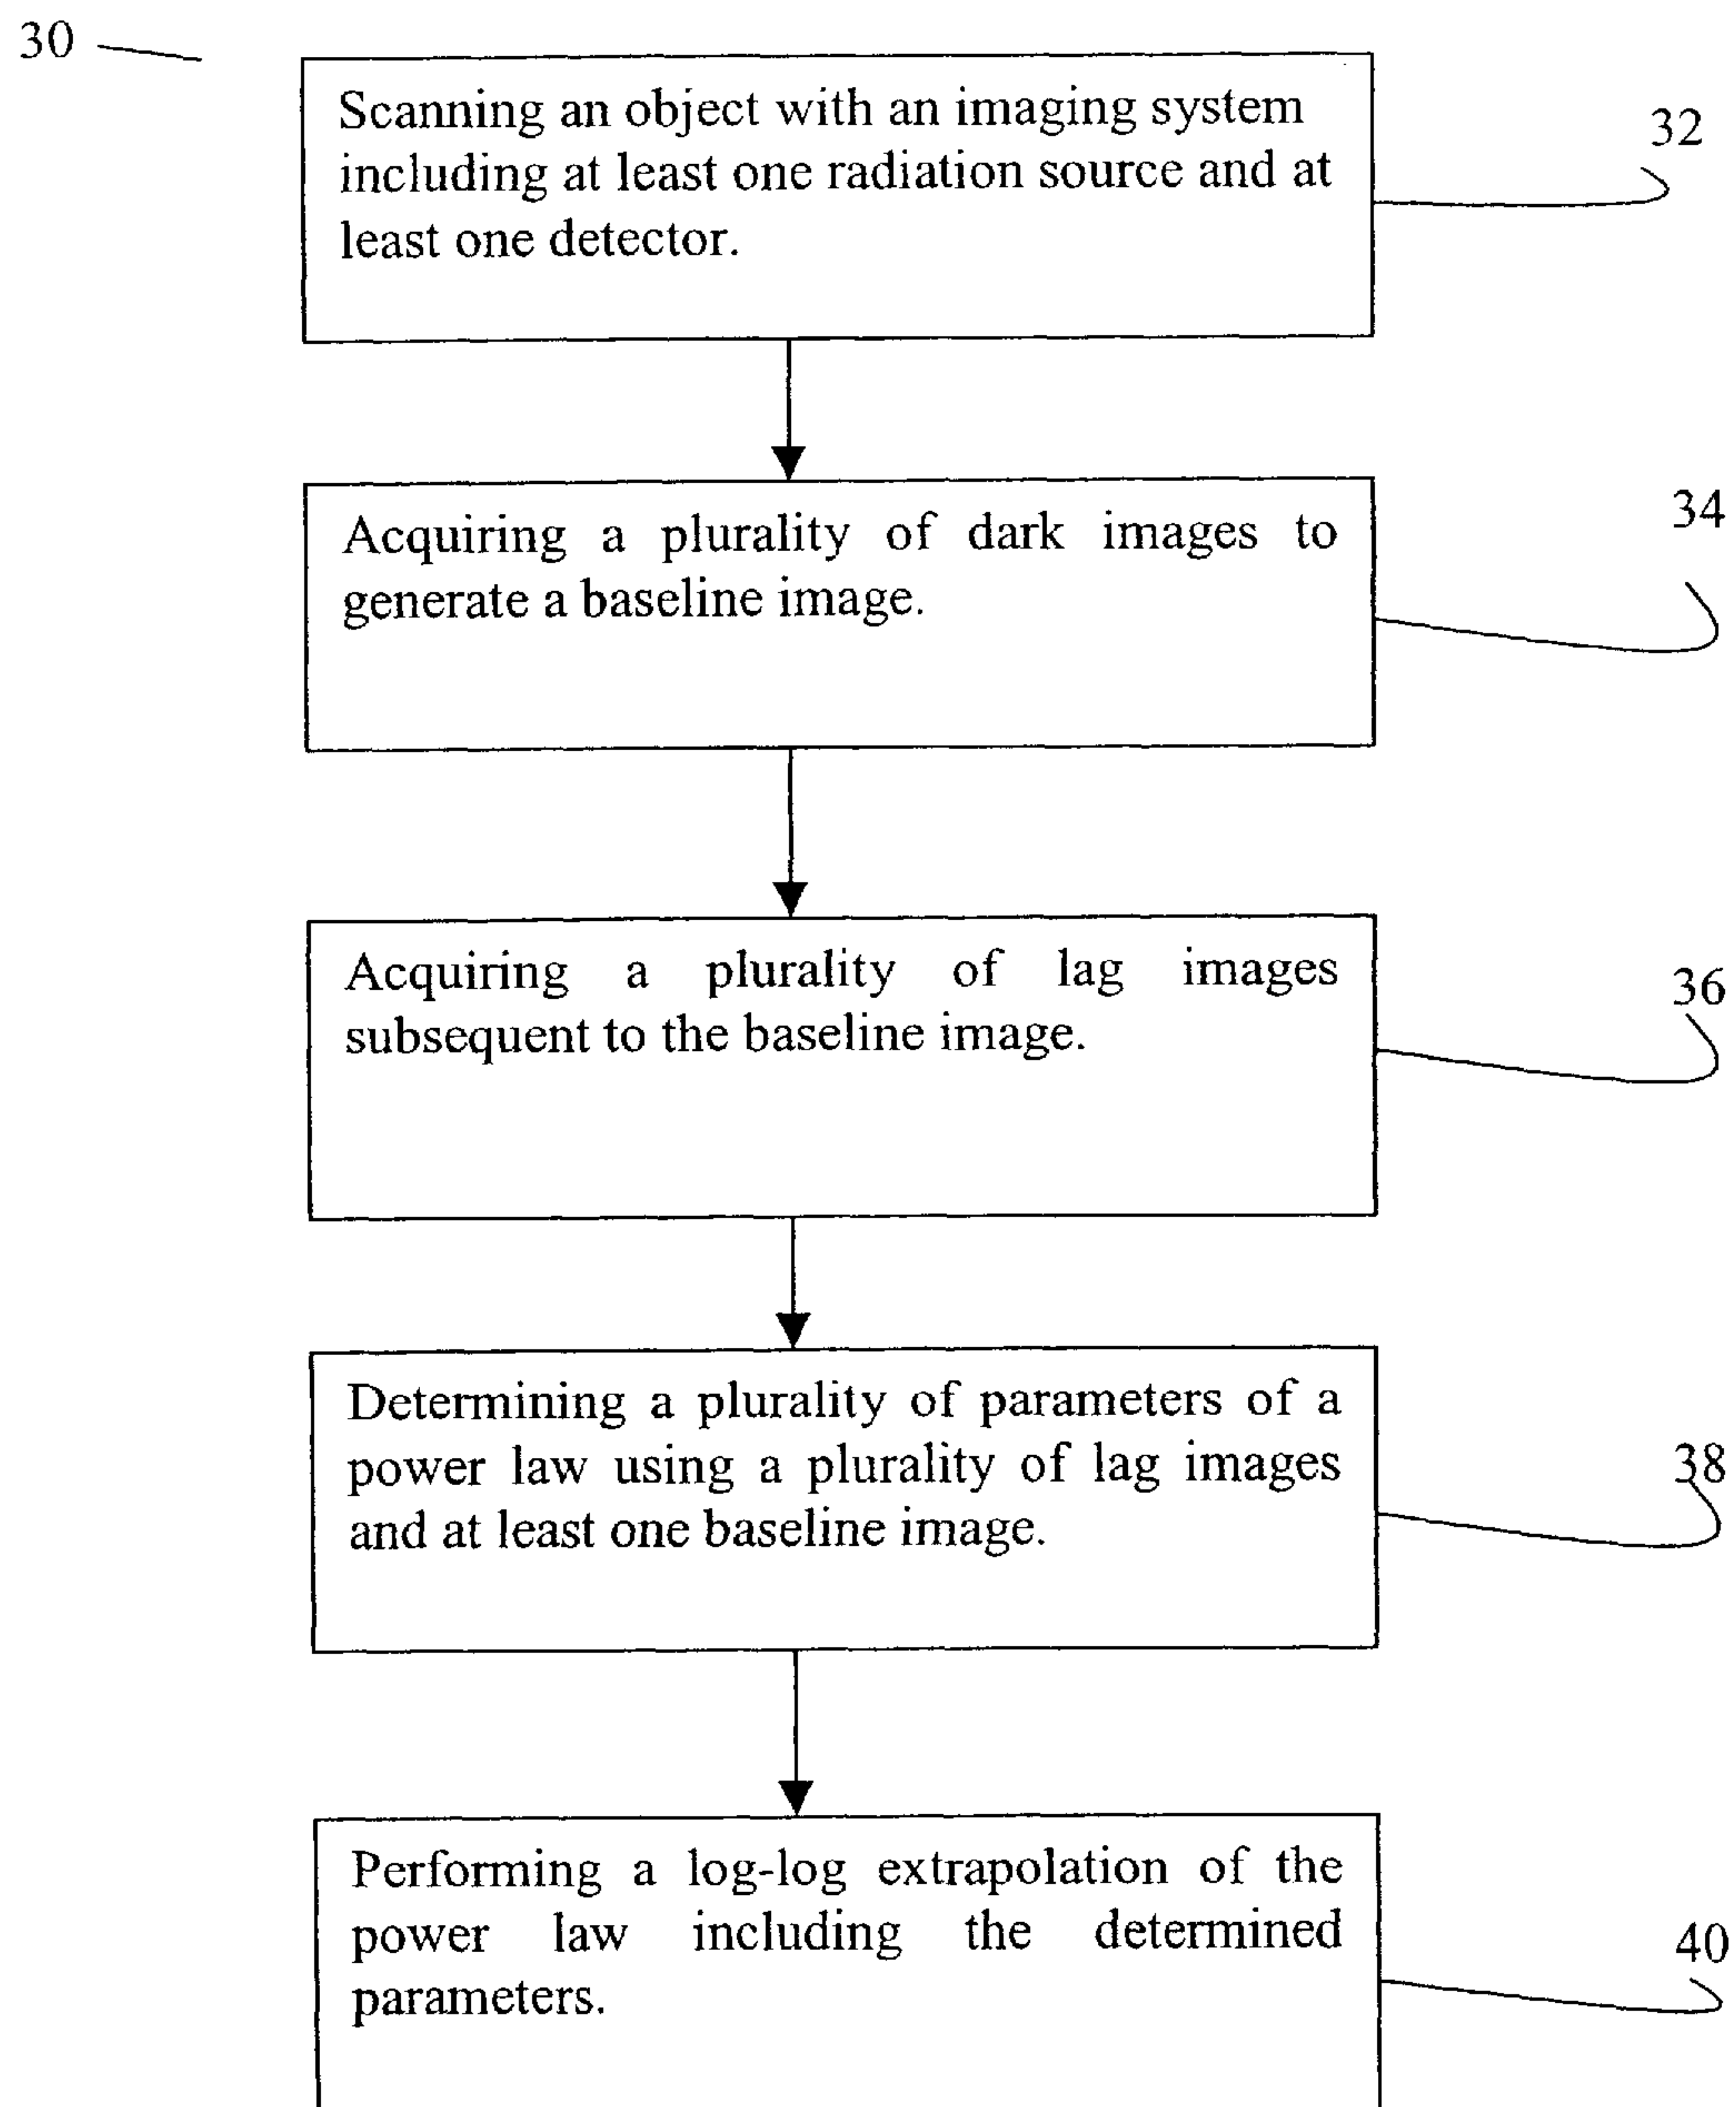 30
Scanning an object with an imaging system
including at least one radiation source and at
least one detector.
32
Acquiring a plurality of dark images to
generate a baseline image.
34
Acquiring a plurality of lag images
subsequent to the baseline image.
36
Determining a plurality of parameters of a
power law using a plurality of lag images
and at least one baseline image.
38
Performing a log-log extrapolation of the
power law including the determined
parameters.
40